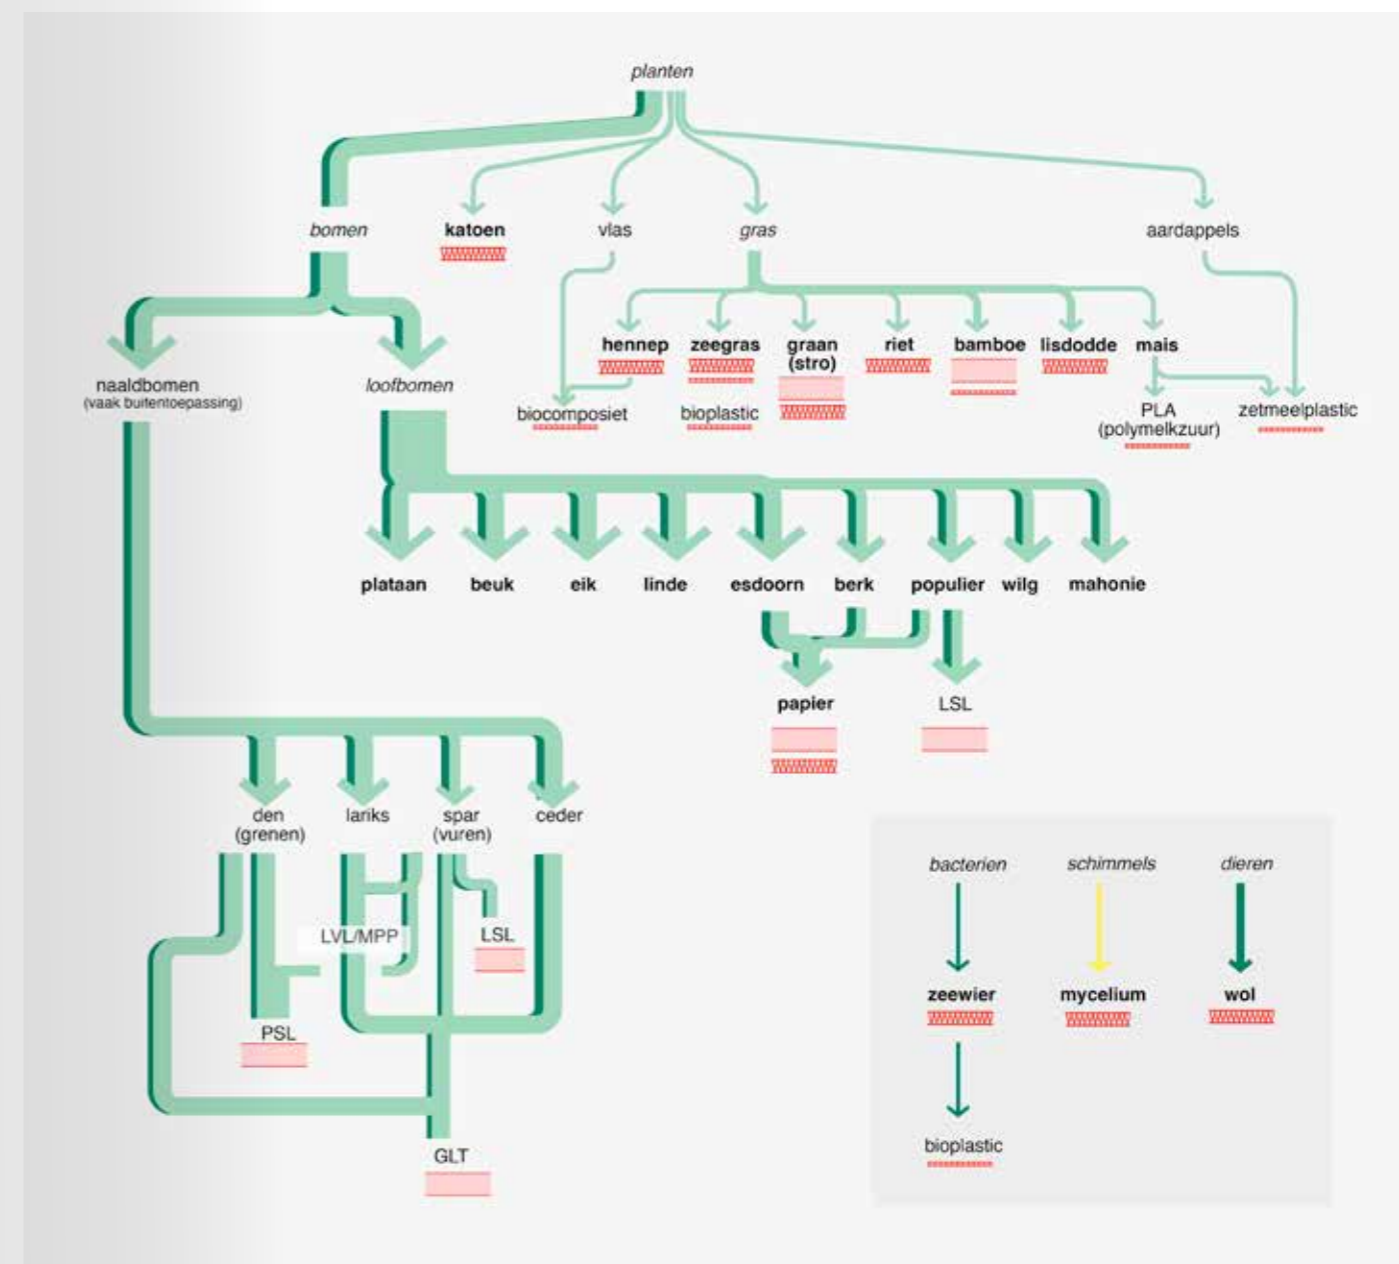 planten
bomen
katoen
vlas
gras
aardappels
hennep
zeegras
graan
(stro)
riet
bamboe
lisdodde
mais
naaldbomen
(vaak buitentoepassing)
loofbomen
biocomposiet
bioplastic
PLA
(polymelkzuur)
zetmeelplastic
plataan
beuk
eik
linde
esdoorn
berk
populier
wilg
mahonie
papier
LSL
den
(grenen)
lariks
spar
(vuren)
ceder
LVL/MPP
LSL
PSL
GLT
bacterien
schimmels
dieren
zeewier
mycelium
wol
bioplastic